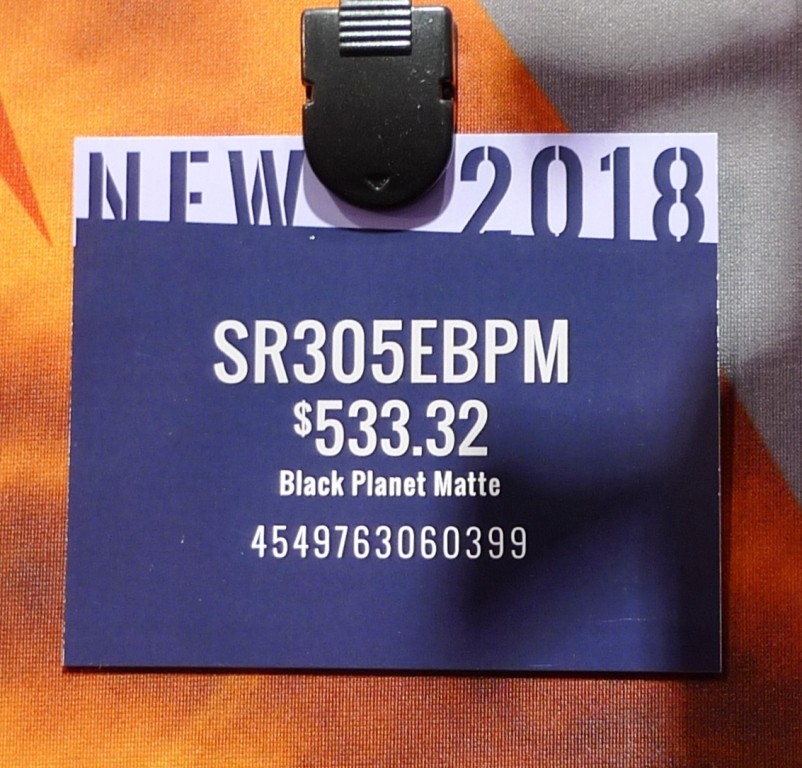 NEW 2018
SR305EBPM
$533.32
Black Planet Matte
4549763060399